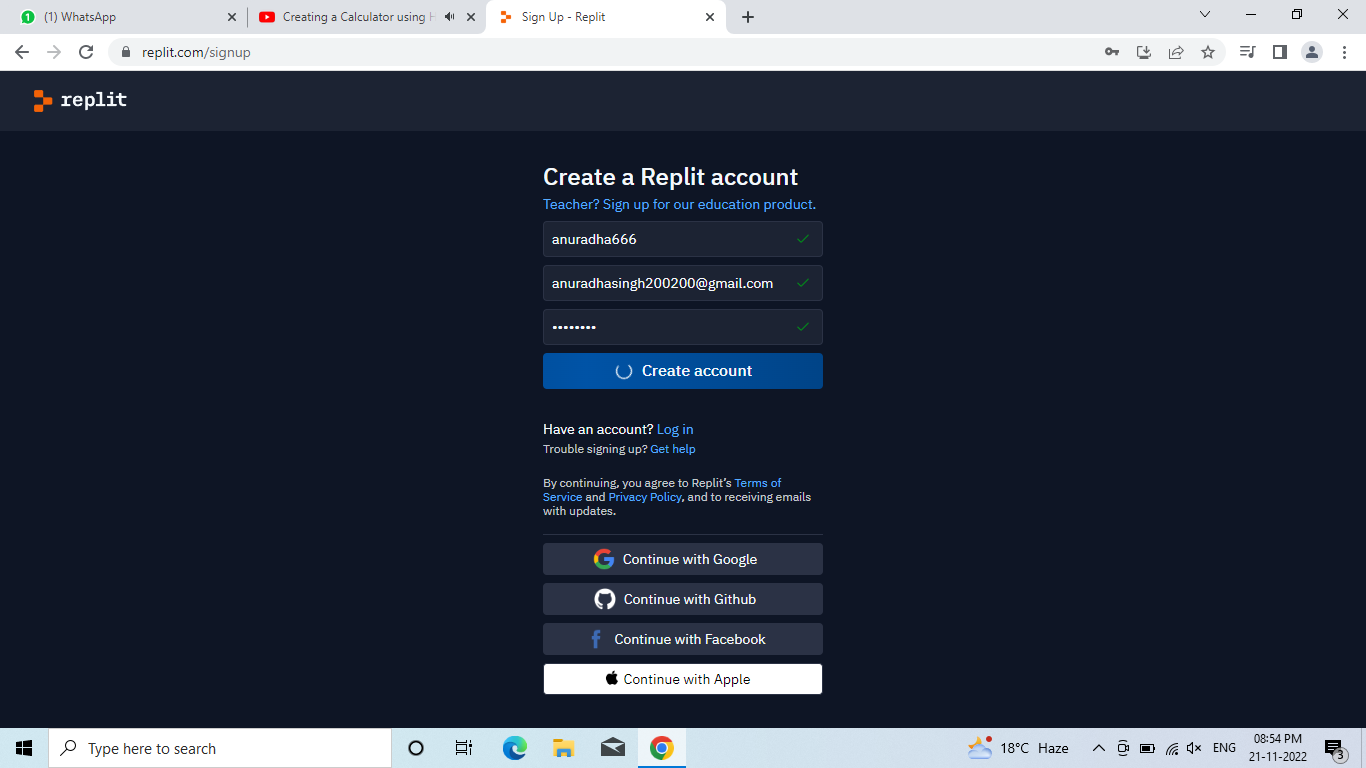 (1) WhatsApp
Creating a Calculator using H
Sign Up - Replit
replit.com/signup
replit
Create a Replit account
Teacher? Sign up for our education product.
anuradha666
anuradhasingh200200@gmail.com
••••••••
Create account
Have an account? Log in
Trouble signing up? Get help
By continuing, you agree to Replit’s Terms of
Service and Privacy Policy, and to receiving emails
with updates.
Continue with Google
Continue with Github
Continue with Facebook
Continue with Apple
Type here to search
18°C Haze
ENG
08:54 PM
21-11-2022
3